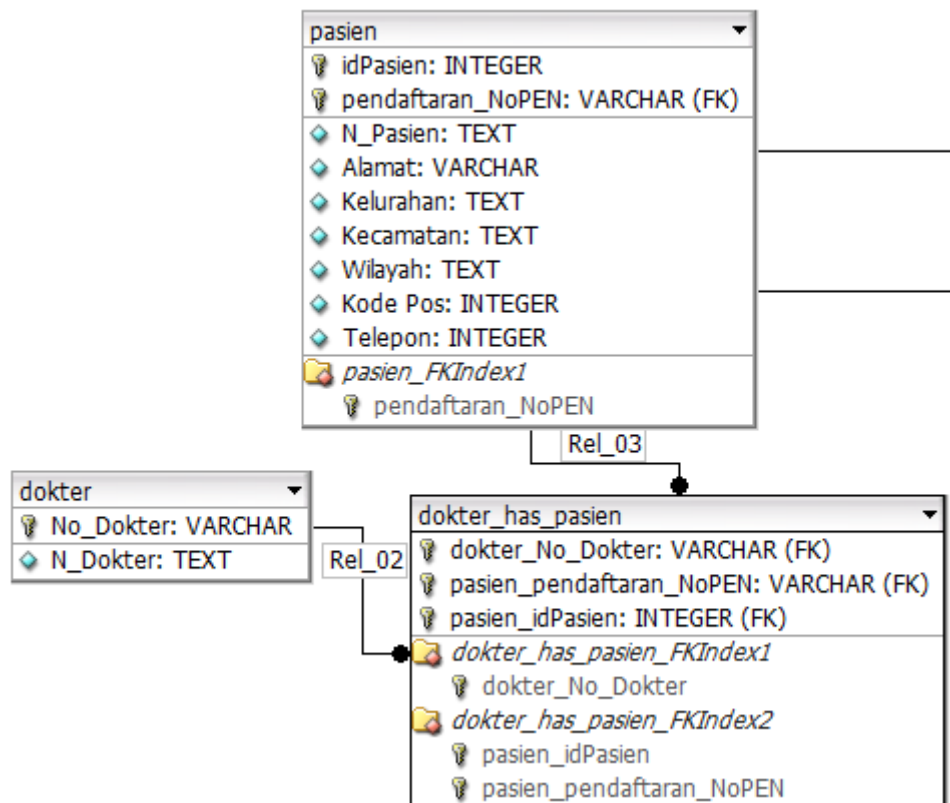 pasien
idPasien: INTEGER
pendaftaran_NoPEN: VARCHAR (FK)
N_Pasien: TEXT
Alamat: VARCHAR
Kelurahan: TEXT
Kecamatan: TEXT
Wilayah: TEXT
Kode Pos: INTEGER
Telepon: INTEGER
pasien_FKIndex1
pendaftaran_NoPEN
Rel_03
dokter
No_Dokter: VARCHAR
N_Dokter: TEXT
Rel_02
dokter_has_pasien
dokter_No_Dokter: VARCHAR (FK)
pasien_pendaftaran_NoPEN: VARCHAR (FK)
pasien_idPasien: INTEGER (FK)
dokter_has_pasien_FKIndex1
dokter_No_Dokter
dokter_has_pasien_FKIndex2
pasien_idPasien
pasien_pendaftaran_NoPEN